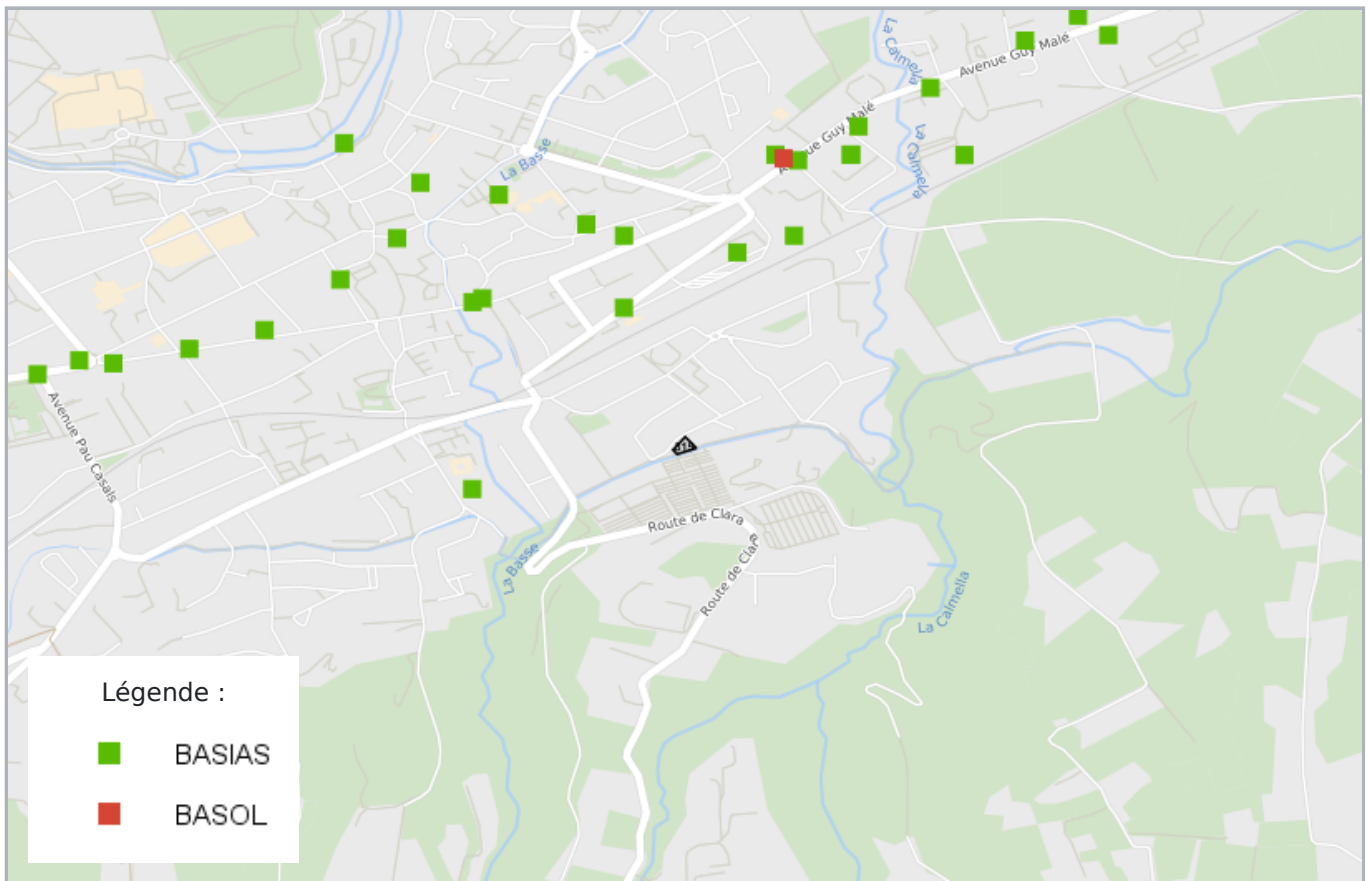 La Calmella
Avenue Guy Malé
Avenue Guy Malé
La Calmella
La Basse
Avenue Pau Casals
Route de Clara
Route de Clara
La Basse
La Calmella
Légende :
BASIAS
BASOL